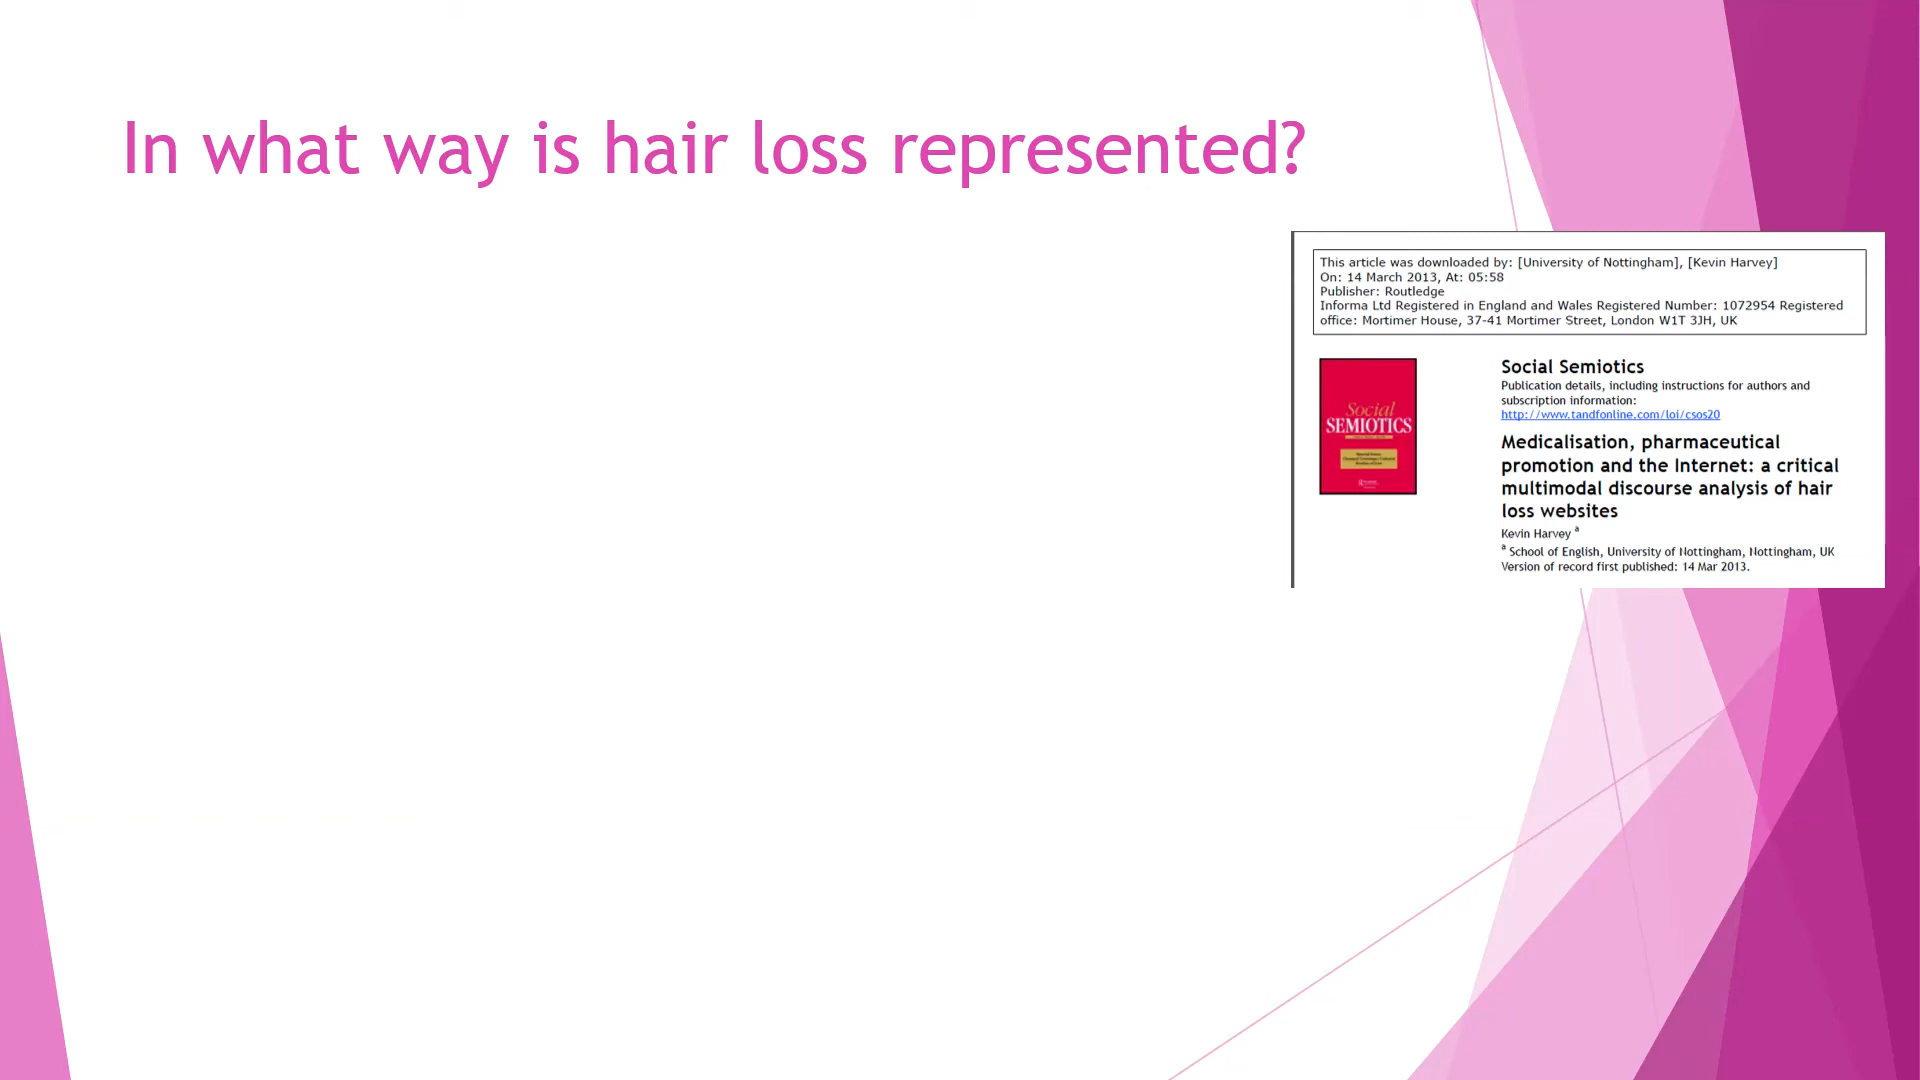 In what way is hair loss represented?
This article was downloaded by: [University of Nottingham], [Kevin Harvey]
On: 14 March 2013, At: 05:58
Publisher: Routledge
Informa Ltd Registered in England and Wales Registered Number: 1072954 Registered
office: Mortimer House, 37-41 Mortimer Street, London W1T 3JH, UK
Social
SEMIOTICS
Social Semiotics
Publication details, including instructions for authors and
subscription information:
http://www.tandfonline.com/loi/csos20
Medicalisation, pharmaceutical
promotion and the Internet: a critical
multimodal discourse analysis of hair
loss websites
Kevin Harvey a
a School of English, University of Nottingham, Nottingham, UK
Version of record first published: 14 Mar 2013.